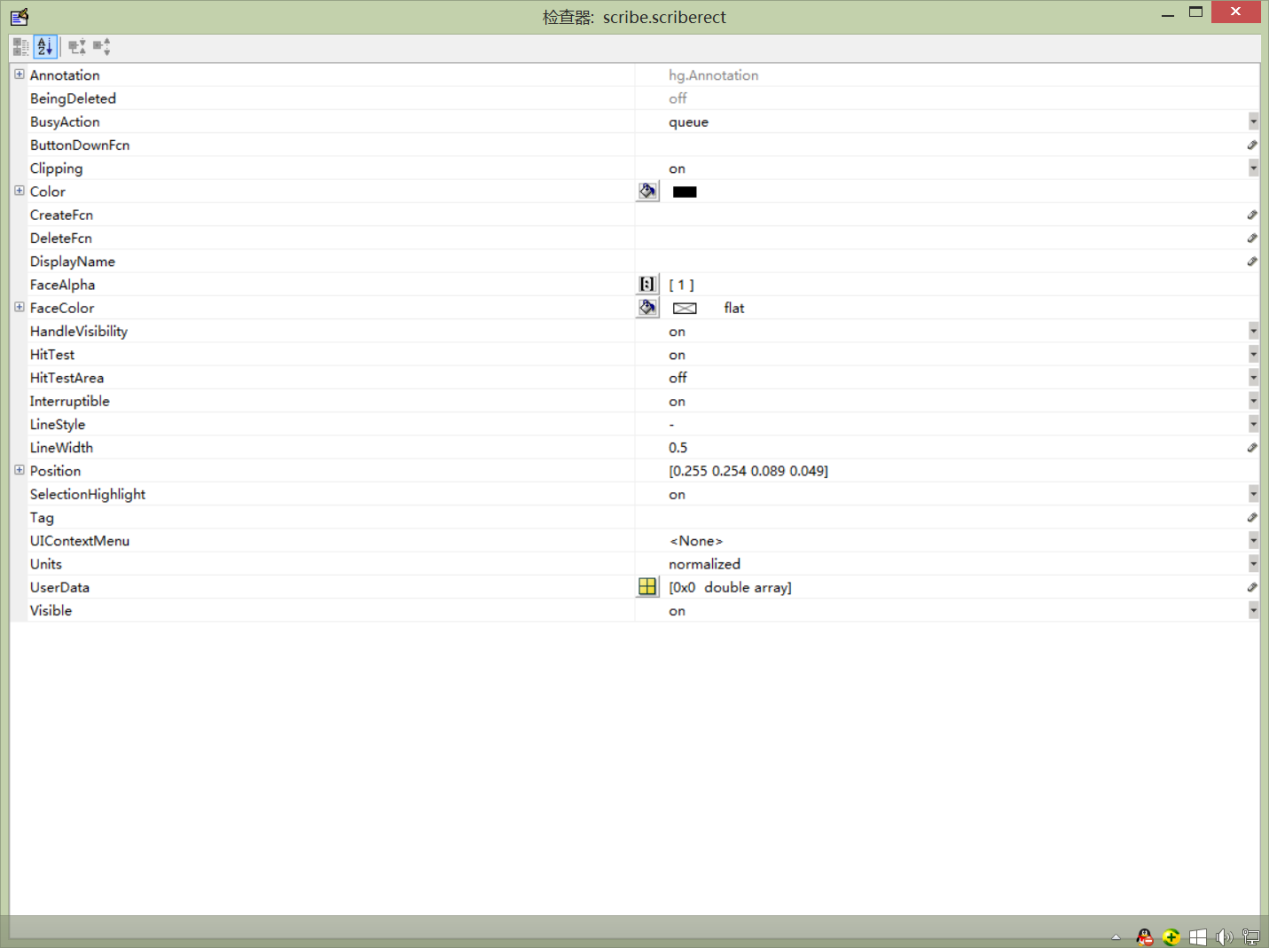 检查器: scribe.scriberect
Annotation hg.Annotation
BeingDeleted off
BusyAction queue
ButtonDownFcn
Clipping on
Color
CreateFcn
DeleteFcn
DisplayName
FaceAlpha [ 1 ]
FaceColor flat
HandleVisibility on
HitTest on
HitTestArea off
Interruptible on
LineStyle -
LineWidth 0.5
Position [0.255 0.254 0.089 0.049]
SelectionHighlight on
Tag
UIContextMenu <None>
Units normalized
UserData [0x0 double array]
Visible on